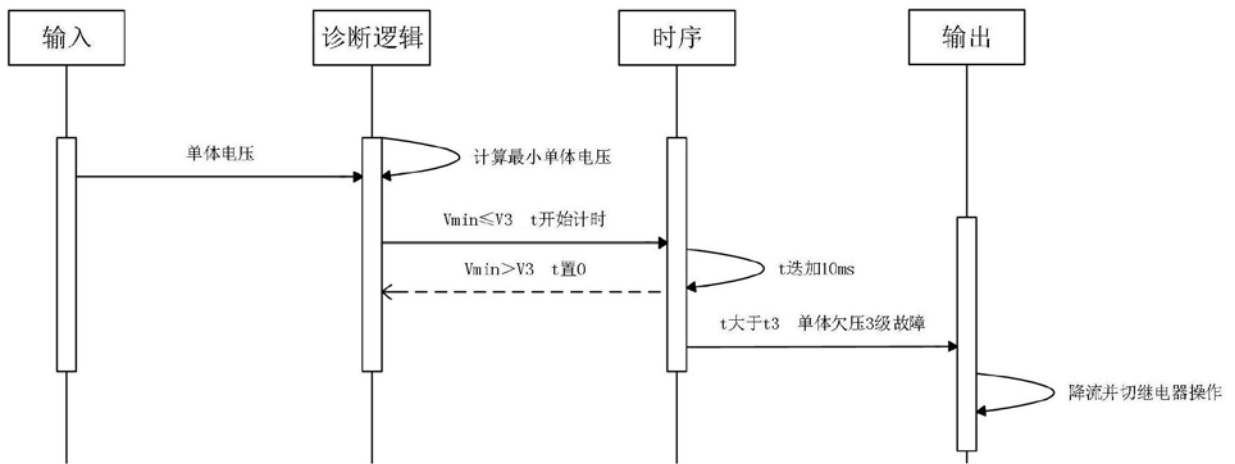 输入
诊断逻辑
时序
输出
单体电压
计算最小单体电压
Vmin≤V3 t开始计时
Vmin>V3 t置0
t迭加10ms
t大于t3 单体欠压3级故障
降流并切继电器操作